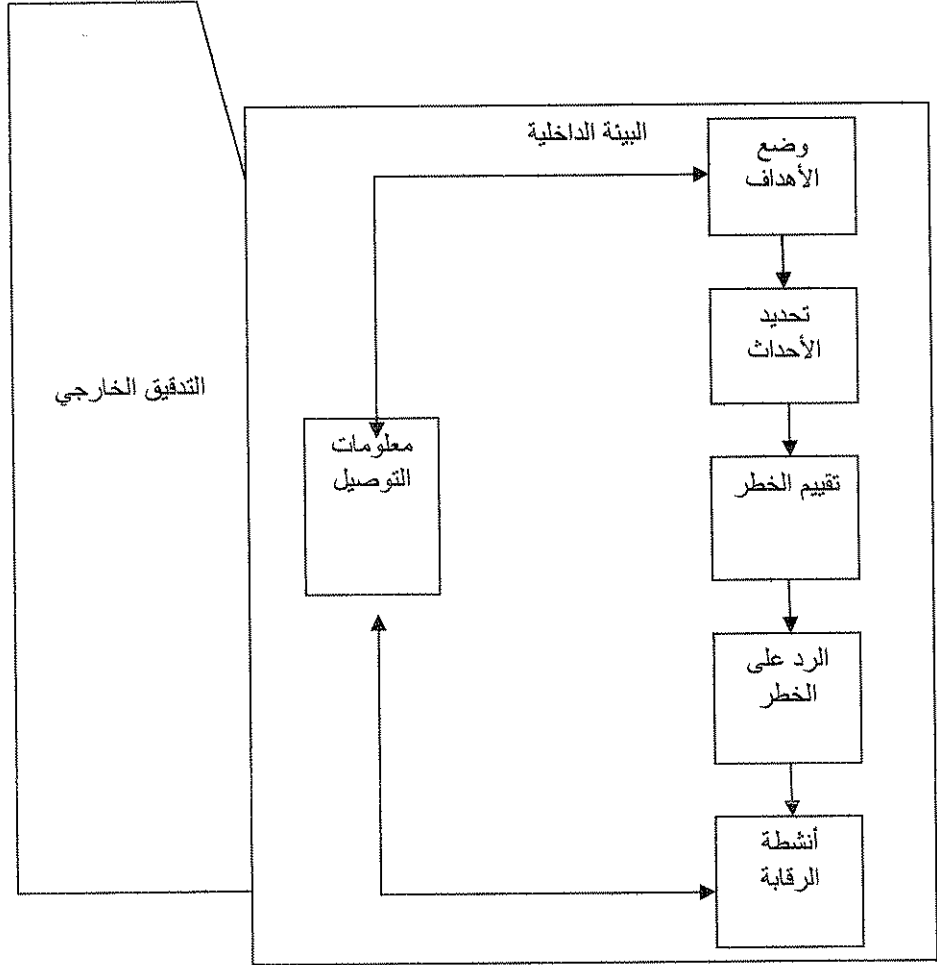 البيئة الداخلية
وضع
الأهداف
تحديد
الأحداث
التدقيق الخارجي
معلومات
التوصيل
تقييم الخطر
الرد على
الخطر
أنشطة
الرقابة